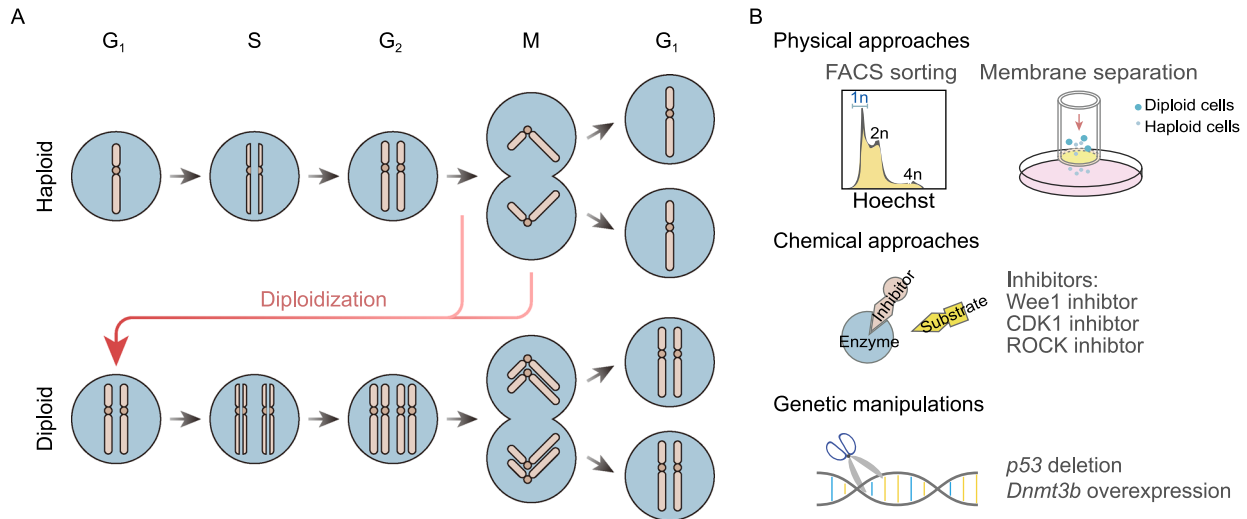 A
G₁ S G₂ M G₁
Haploid
Diploidization
Diploid
B
Physical approaches
FACS sorting
Membrane separation
1n
2n
4n
Hoechst
Diploid cells
Haploid cells
Chemical approaches
Inhibitor
Enzyme
Substrate
Inhibitors:
Wee1 inhibtor
CDK1 inhibtor
ROCK inhibtor
Genetic manipulations
p53 deletion
Dnmt3b overexpression